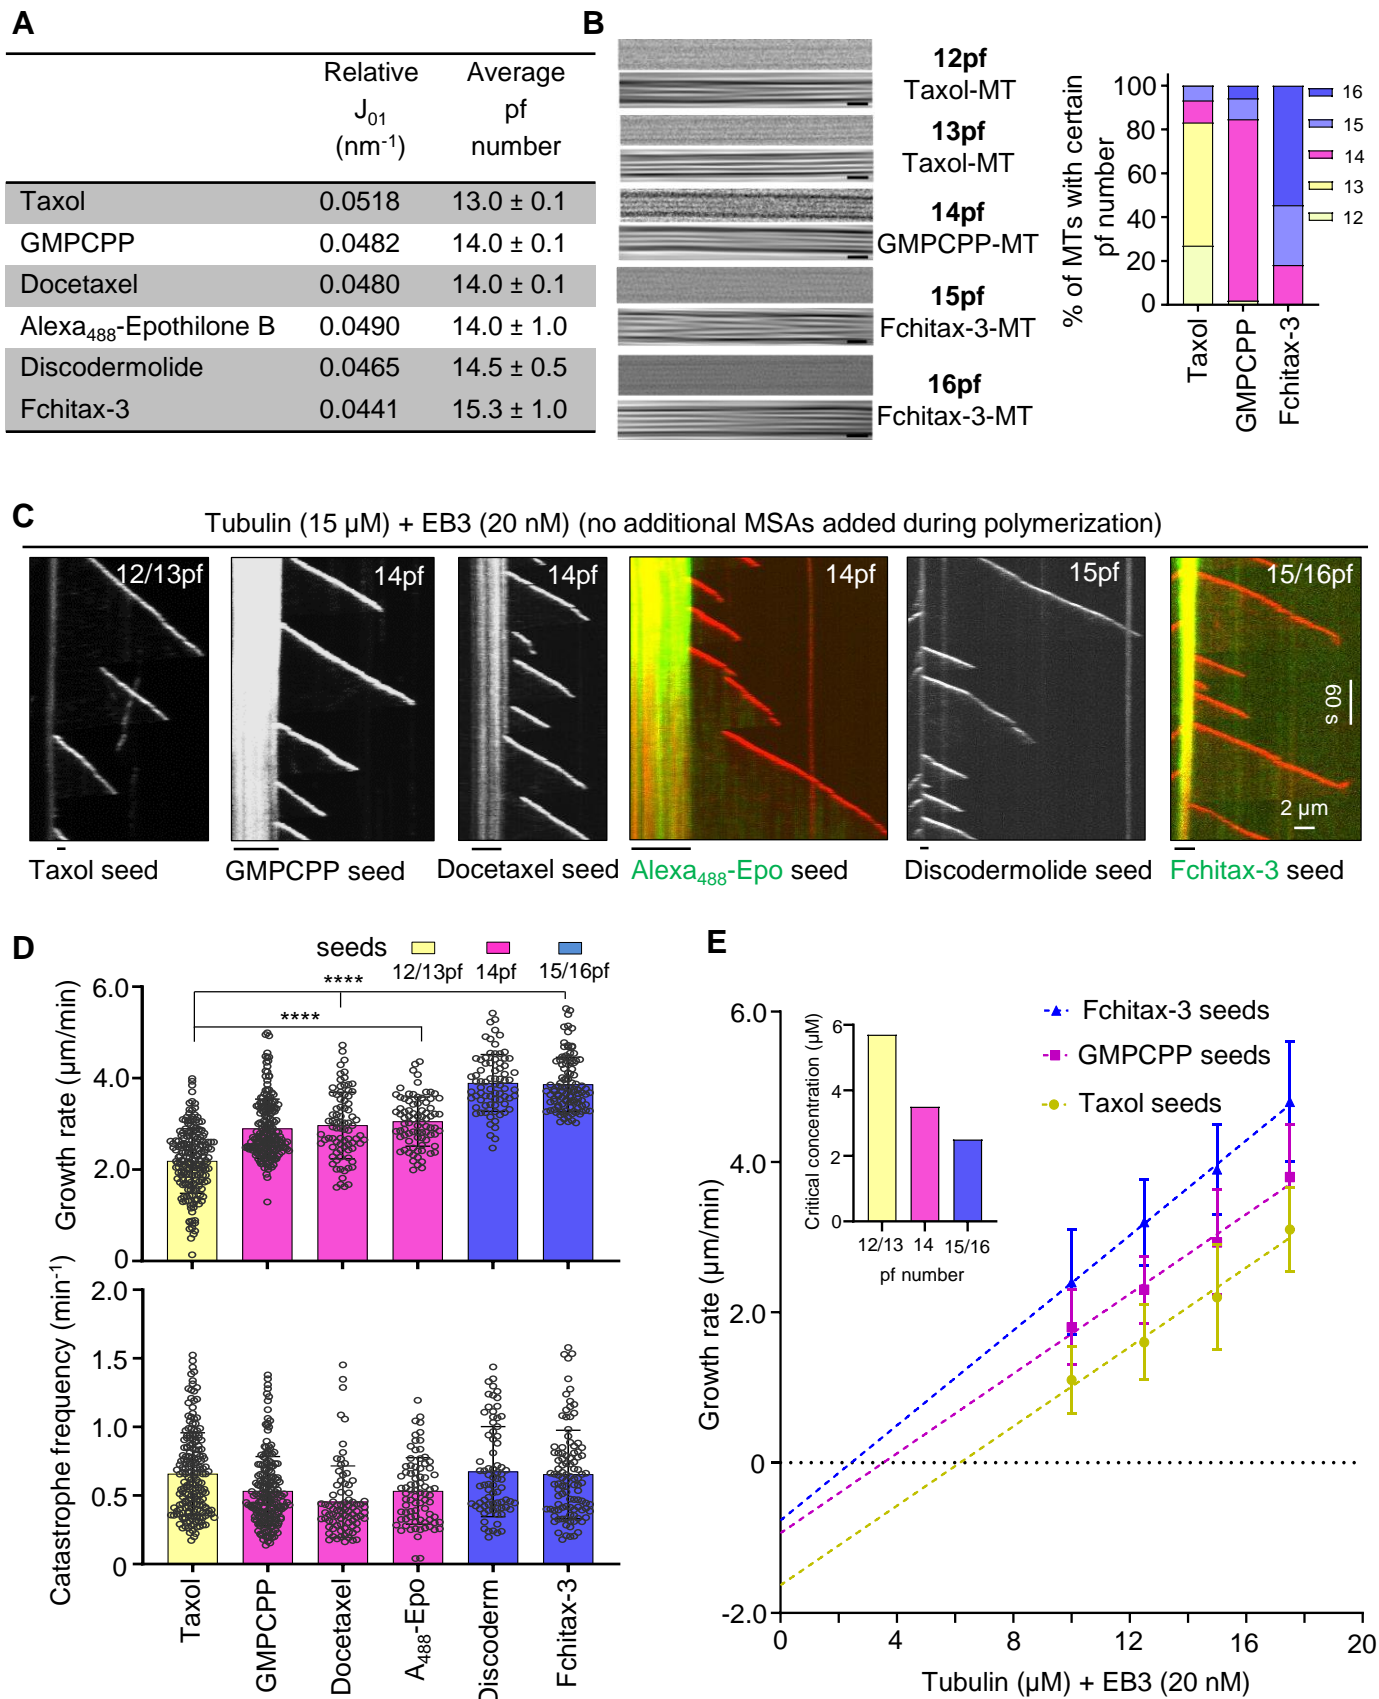 A
Relative J₀₁ (nm⁻¹)
Average pf number
Taxol 0.0518 13.0 ± 0.1
GMPCPP 0.0482 14.0 ± 0.1
Docetaxel 0.0480 14.0 ± 0.1
Alexa₄₈₈-Epothilone B 0.0490 14.0 ± 1.0
Discodermolide 0.0465 14.5 ± 0.5
Fchitax-3 0.0441 15.3 ± 1.0
B
12pf
Taxol-MT
13pf
Taxol-MT
14pf
GMPCPP-MT
15pf
Fchitax-3-MT
16pf
Fchitax-3-MT
% of MTs with certain
pf number
100
80
60
40
20
0
Taxol
GMPCPP
Fchitax-3
16
15
14
13
12
C
Tubulin (15 µM) + EB3 (20 nM) (no additional MSAs added during polymerization)
12/13pf
14pf
14pf
14pf
15pf
15/16pf
60 s
2 µm
Taxol seed
GMPCPP seed
Docetaxel seed
Alexa₄₈₈-Epo seed
Discodermolide seed
Fchitax-3 seed
D
seeds
12/13pf
14pf
15/16pf
****
****
Growth rate (µm/min)
6.0
4.0
2.0
0
Catastrophe frequency (min⁻¹)
2.0
1.5
1.0
0.5
0
Taxol
GMPCPP
Docetaxel
A₄₈₈-Epo
Discoderm
Fchitax-3
E
Growth rate (µm/min)
6.0
4.0
2.0
0
-2.0
0 4 8 12 16 20
Tubulin (µM) + EB3 (20 nM)
Fchitax-3 seeds
GMPCPP seeds
Taxol seeds
Critical concentration (µM)
6
4
2
0
12/13 14 15/16
pf number